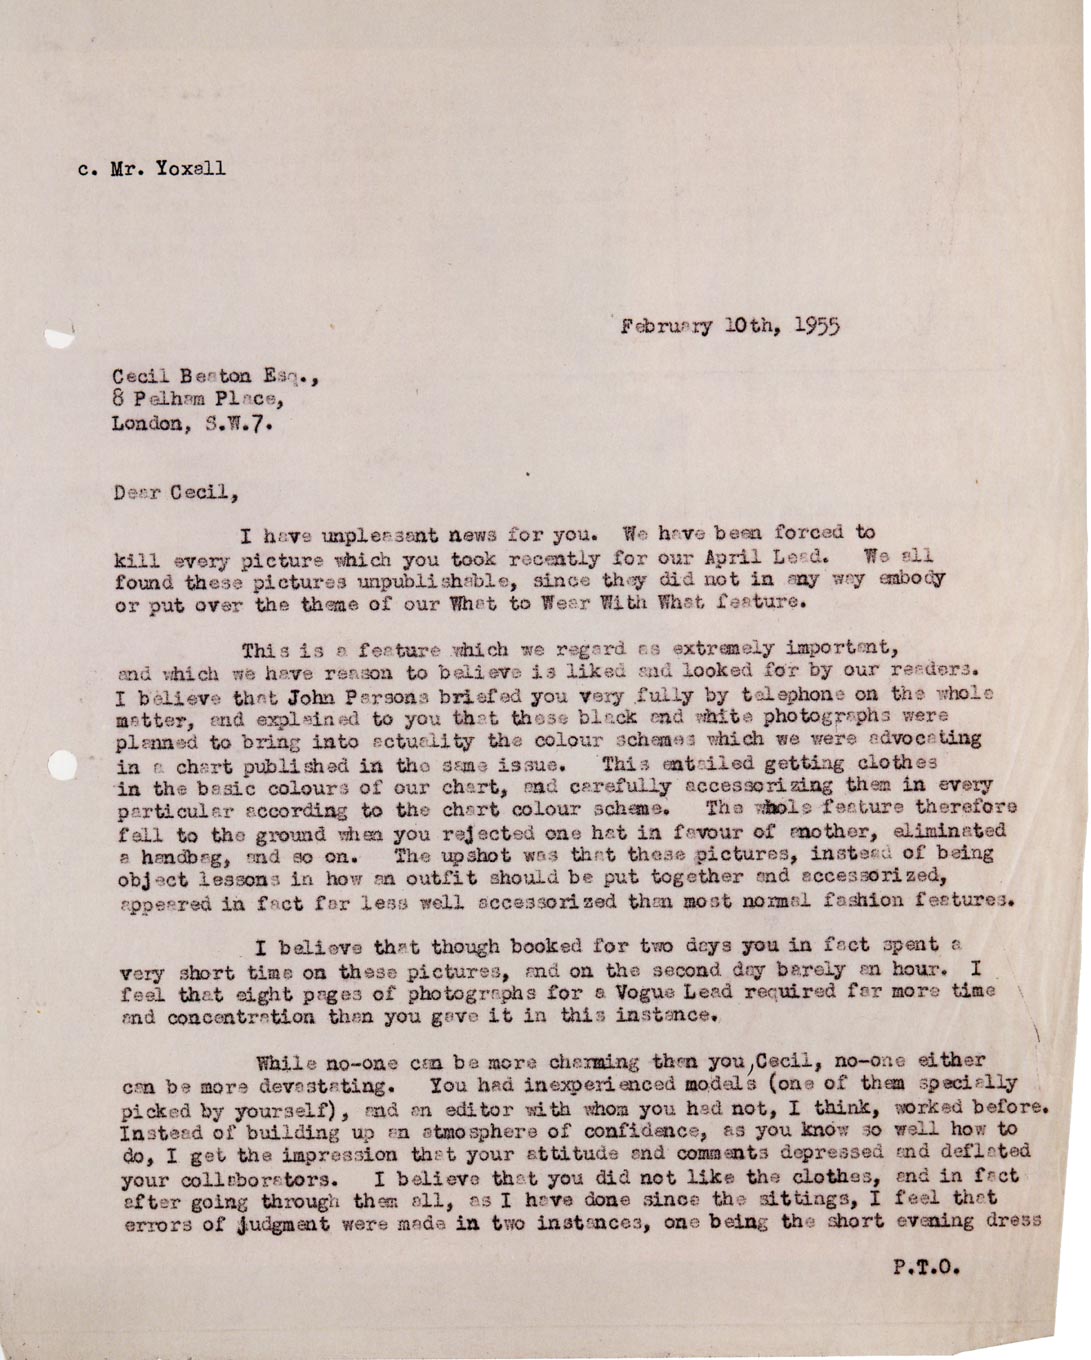 c. Mr. Yoxall
February 10th, 1955
Cecil Beaton Esq.,
8 Pelham Place,
London, S.W.7.
Dear Cecil,
I have unpleasant news for you. We have been forced to
kill every picture which you took recently for our April Lead. We all
found these pictures unpublishable, since they did not in any way embody
or put over the theme of our What to Wear With What feature.
This is a feature which we regard as extremely important,
and which we have reason to believe is liked and looked for by our readers.
I believe that John Parsons briefed you very fully by telephone on the whole
matter, and explained to you that these black and white photographs were
planned to bring into actuality the colour schemes which we were advocating
in a chart published in the same issue. This entailed getting clothes
in the basic colours of our chart, and carefully accessorizing them in every
particular according to the chart colour scheme. The whole feature therefore
fell to the ground when you rejected one hat in favour of another, eliminated
a handbag, and so on. The upshot was that these pictures, instead of being
object lessons in how an outfit should be put together and accessorized,
appeared in fact far less well accessorized than most normal fashion features.
I believe that though booked for two days you in fact spent a
very short time on these pictures, and on the second day barely an hour. I
feel that eight pages of photographs for a Vogue Lead required far more time
and concentration than you gave it in this instance.
While no-one can be more charming than you, Cecil, no-one either
can be more devastating. You had inexperienced models (one of them specially
picked by yourself), and an editor with whom you had not, I think, worked before.
Instead of building up an atmosphere of confidence, as you know so well how to
do, I get the impression that your attitude and comments depressed and deflated
your collaborators. I believe that you did not like the clothes, and in fact
after going through them all, as I have done since the sittings, I feel that
errors of judgment were made in two instances, one being the short evening dress
P.T.O.